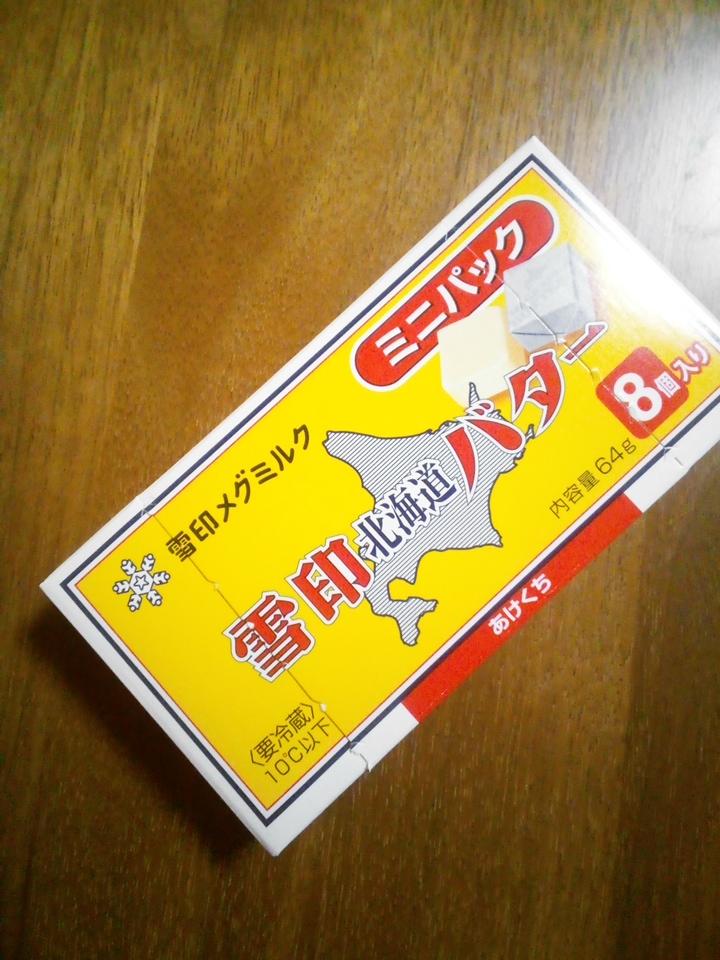 ミニパック
雪印メグミルク
雪印北海道バター
8個入り
内容量 64g
〈要冷蔵〉
10℃以下
あけくち